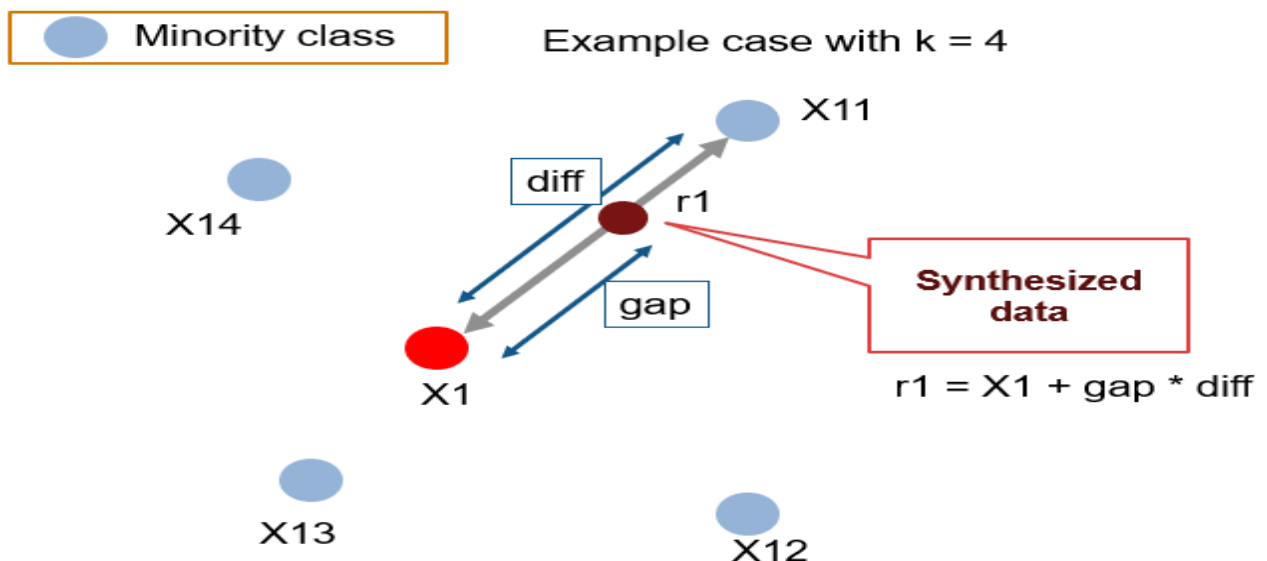 Minority class
Example case with k = 4
X11
diff
X14
r1
Synthesized
data
gap
X1
r1 = X1 + gap * diff
X13
X12